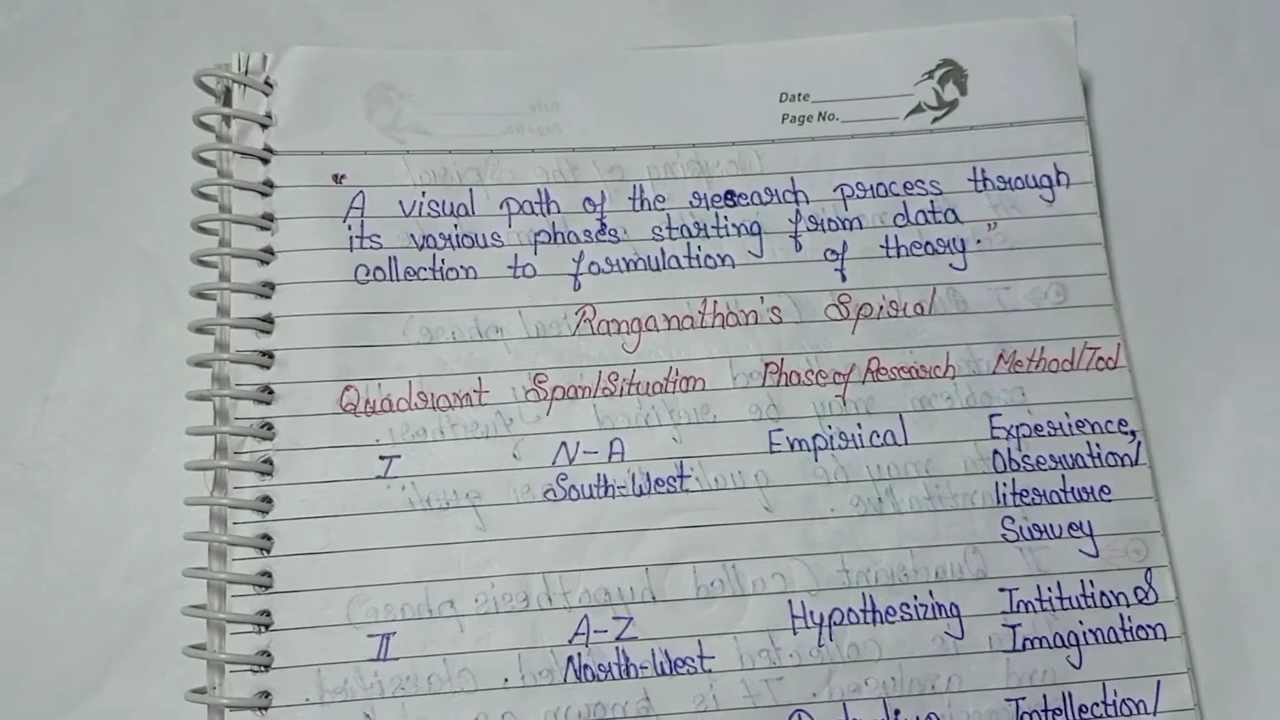 Date
Page No.
"A visual path of the research process through
its various phases starting from data
collection to formulation of theory."
Ranganathan's Spiral
Quadrant Span/Situation Phase of Research Method/Tool
I N-A Empirical Experience,
South-West Observation/
literature
Survey
II A-Z Hypothesizing Intitution &
North-West Imagination
Intellection/